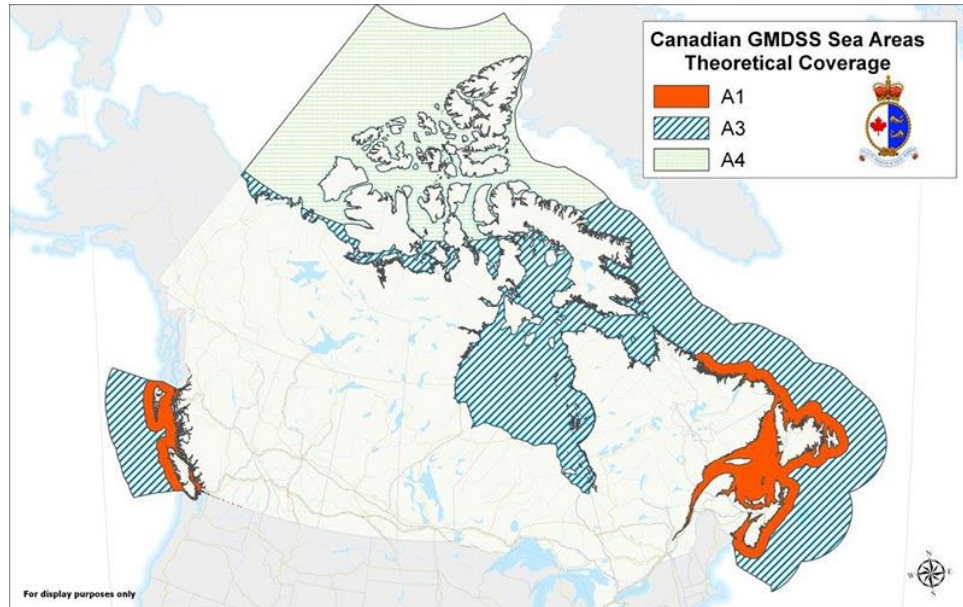 Canadian GMDSS Sea Areas
Theoretical Coverage
A1
A3
A4
N
W E
S
For display purposes only